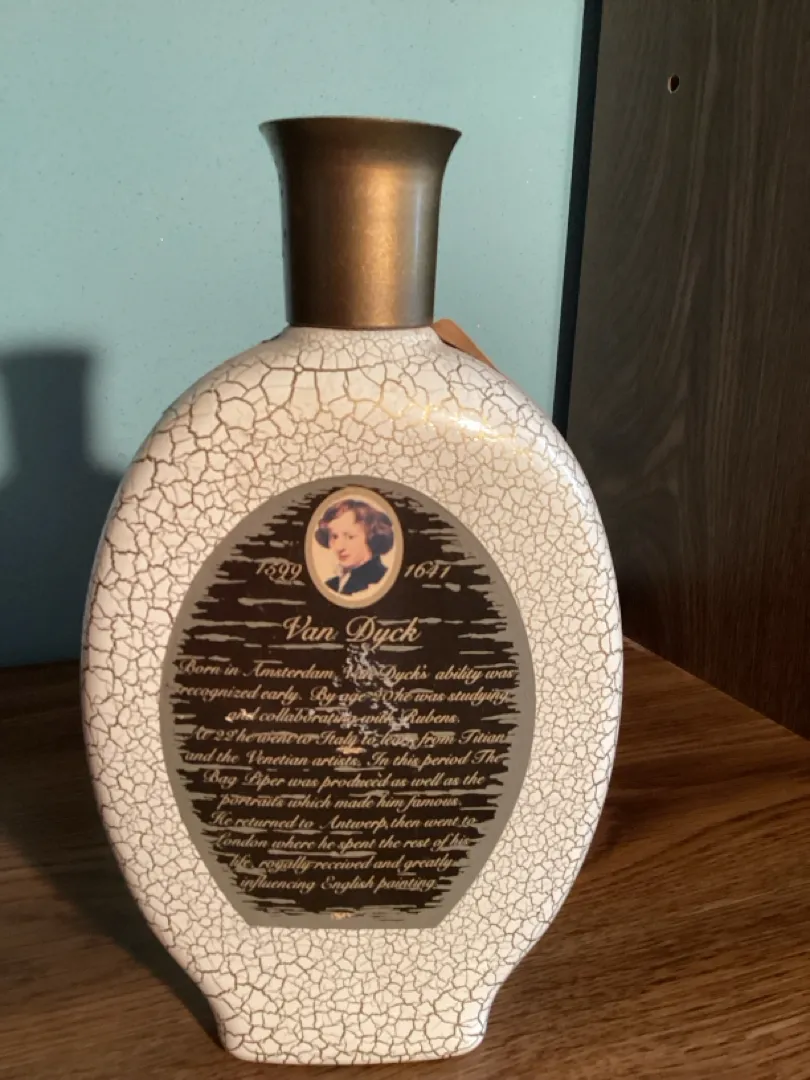 1599 1641
Van Dyck
Born in Amsterdam, Van Dyck's ability was
recognized early. By age 20 he was studying
and collaborating with Rubens.
At 22 he went to Italy to learn from Titian
and the Venetian artists. In this period The
Bag Piper was produced as well as the
portraits which made him famous.
He returned to Antwerp, then went to
London where he spent the rest of his
life, royally received and greatly
influencing English painting.